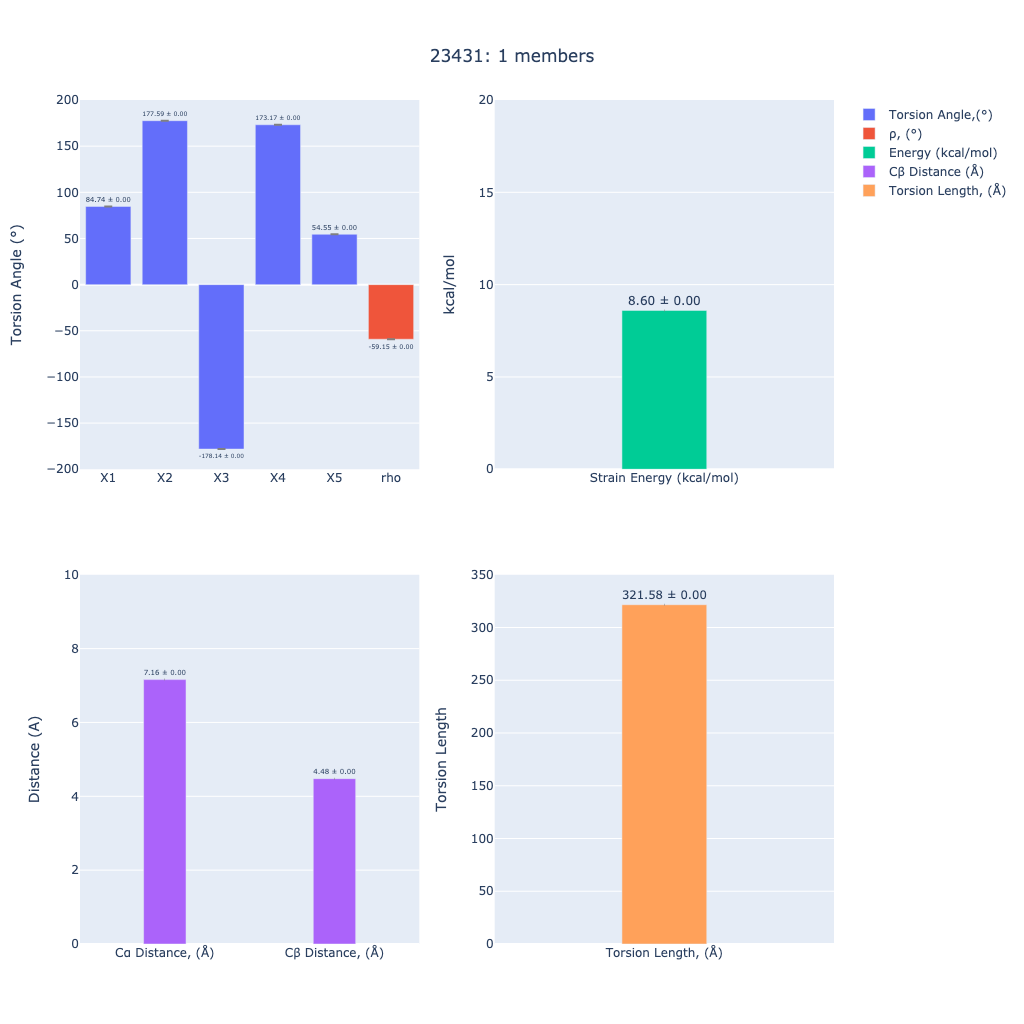 23431: 1 members
Torsion Angle (°)
200
150
100
50
0
−50
−100
−150
−200
84.74 ± 0.00
177.59 ± 0.00
-178.14 ± 0.00
173.17 ± 0.00
54.55 ± 0.00
-59.15 ± 0.00
X1 X2 X3 X4 X5 rho
kcal/mol
20
15
10
5
0
8.60 ± 0.00
Strain Energy (kcal/mol)
Torsion Angle,(°)
ρ, (°)
Energy (kcal/mol)
Cβ Distance (Å)
Torsion Length, (Å)
Distance (A)
10
8
6
4
2
0
7.16 ± 0.00
4.48 ± 0.00
Cα Distance, (Å) Cβ Distance, (Å)
Torsion Length
350
300
250
200
150
100
50
0
321.58 ± 0.00
Torsion Length, (Å)